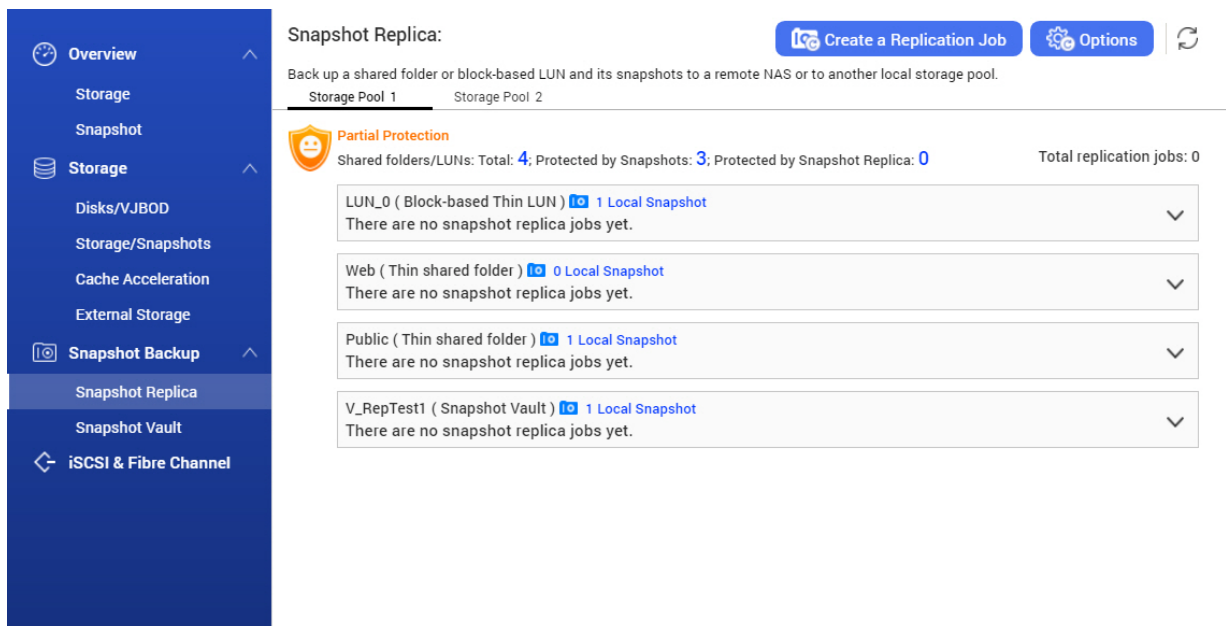 Overview
Storage
Snapshot
Storage
Disks/VJBOD
Storage/Snapshots
Cache Acceleration
External Storage
Snapshot Backup
Snapshot Replica
Snapshot Vault
iSCSI & Fibre Channel
Snapshot Replica:
Create a Replication Job
Options
Back up a shared folder or block-based LUN and its snapshots to a remote NAS or to another local storage pool.
Storage Pool 1 Storage Pool 2
Partial Protection
Shared folders/LUNs: Total: 4; Protected by Snapshots: 3; Protected by Snapshot Replica: 0 Total replication jobs: 0
LUN_0 ( Block-based Thin LUN ) 1 Local Snapshot
There are no snapshot replica jobs yet.
Web ( Thin shared folder ) 0 Local Snapshot
There are no snapshot replica jobs yet.
Public ( Thin shared folder ) 1 Local Snapshot
There are no snapshot replica jobs yet.
V_RepTest1 ( Snapshot Vault ) 1 Local Snapshot
There are no snapshot replica jobs yet.